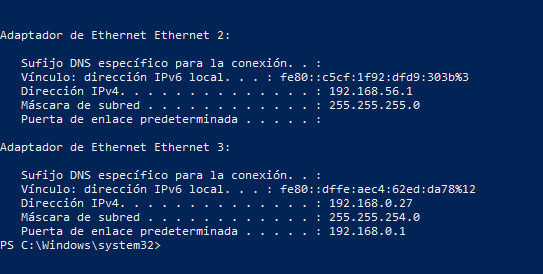 Adaptador de Ethernet Ethernet 2:
Sufijo DNS específico para la conexión. . :
Vínculo: dirección IPv6 local. . . : fe80::c5cf:1f92:dfd9:303b%3
Dirección IPv4. . . . . . . . . . . . . . : 192.168.56.1
Máscara de subred . . . . . . . . . . . . : 255.255.255.0
Puerta de enlace predeterminada . . . . . :
Adaptador de Ethernet Ethernet 3:
Sufijo DNS específico para la conexión. . :
Vínculo: dirección IPv6 local. . . : fe80::dffe:aec4:62ed:da78%12
Dirección IPv4. . . . . . . . . . . . . . : 192.168.0.27
Máscara de subred . . . . . . . . . . . . : 255.255.254.0
Puerta de enlace predeterminada . . . . . : 192.168.0.1
PS C:\Windows\system32>